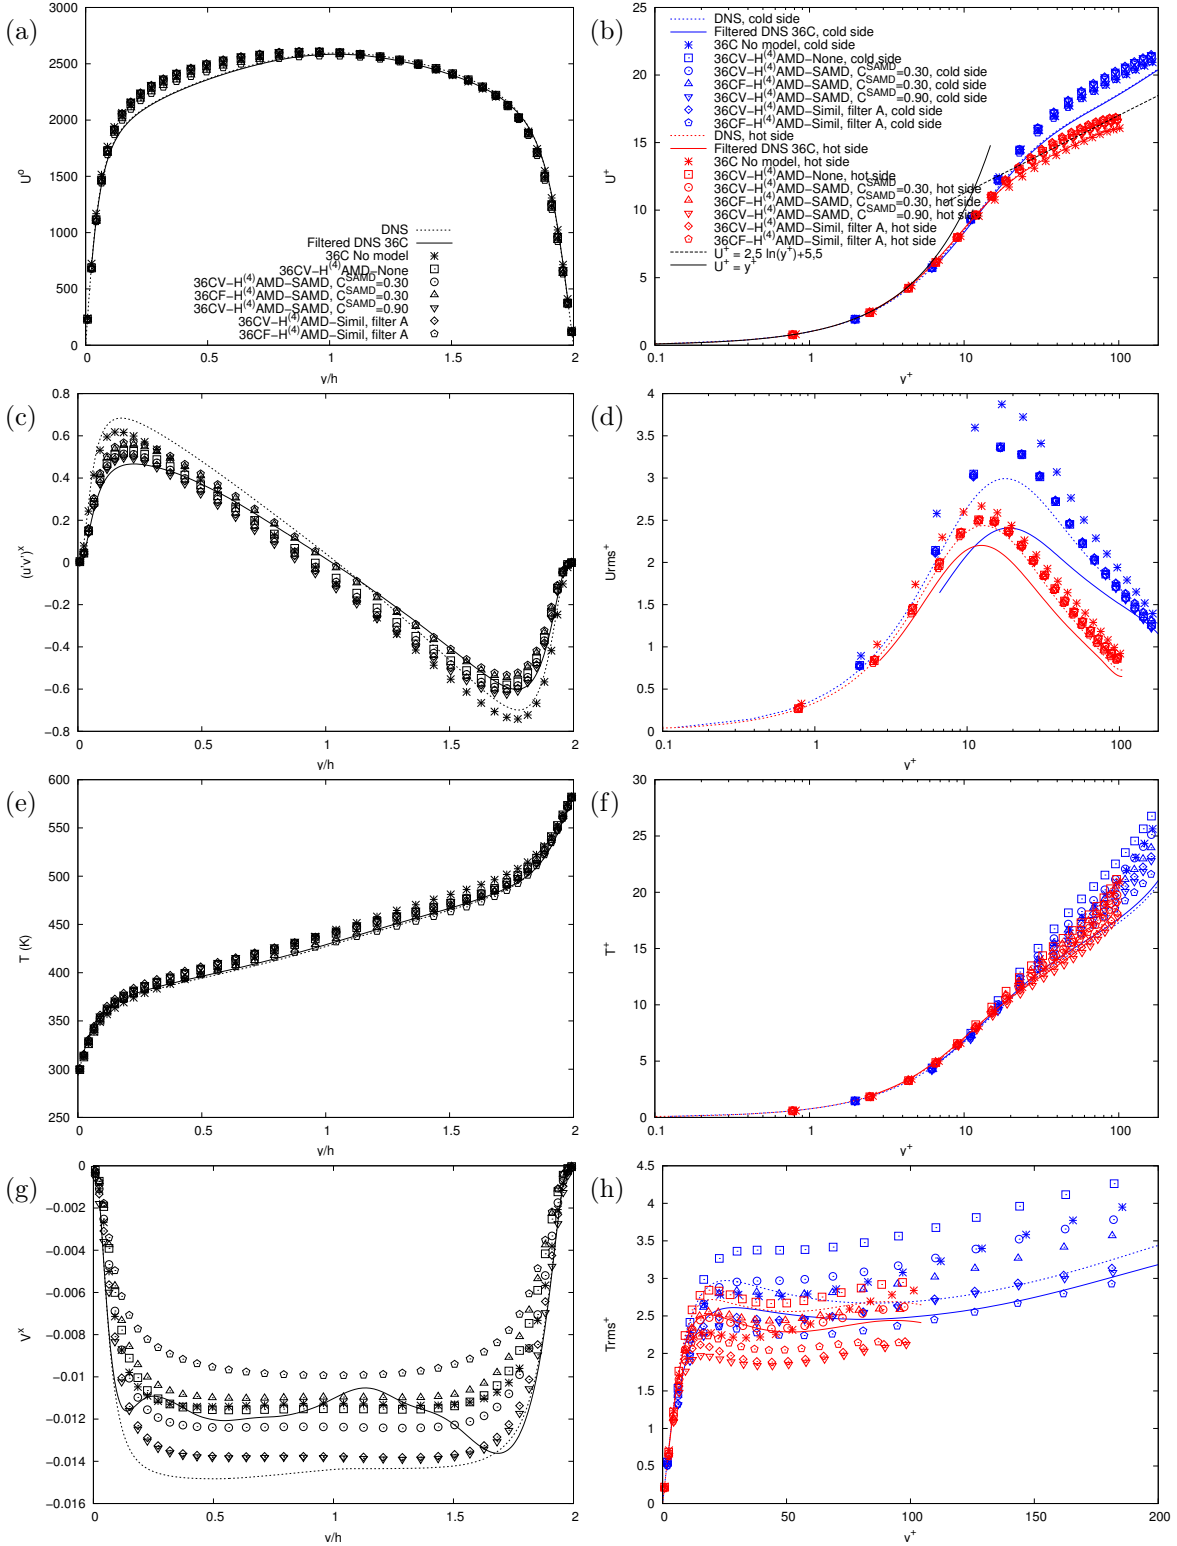 (a)
3000
2500
2000
1500
1000
500
0
U⁰
DNS
Filtered DNS 36C
36C No model
36CV−H⁽⁴⁾AMD−None
36CV−H⁽⁴⁾AMD−SAMD, Cˢᴬᴹᴰ=0.30
36CF−H⁽⁴⁾AMD−SAMD, Cˢᴬᴹᴰ=0.30
36CV−H⁽⁴⁾AMD−SAMD, Cˢᴬᴹᴰ=0.90
36CV−H⁽⁴⁾AMD−Simil, filter A
36CF−H⁽⁴⁾AMD−Simil, filter A
0 0.5 1 1.5 2
y/h
(b)
25
20
15
10
5
0
U⁺
DNS, cold side
Filtered DNS 36C, cold side
36C No model, cold side
36CV−H⁽⁴⁾AMD−None, cold side
36CV−H⁽⁴⁾AMD−SAMD, Cˢᴬᴹᴰ=0.30, cold side
36CF−H⁽⁴⁾AMD−SAMD, Cˢᴬᴹᴰ=0.30, cold side
36CV−H⁽⁴⁾AMD−SAMD, Cˢᴬᴹᴰ=0.90, cold side
36CV−H⁽⁴⁾AMD−Simil, filter A, cold side
36CF−H⁽⁴⁾AMD−Simil, filter A, cold side
DNS, hot side
Filtered DNS 36C, hot side
36C No model, hot side
36CV−H⁽⁴⁾AMD−None, hot side
36CV−H⁽⁴⁾AMD−SAMD, Cˢᴬᴹᴰ=0.30, hot side
36CF−H⁽⁴⁾AMD−SAMD, Cˢᴬᴹᴰ=0.30, hot side
36CV−H⁽⁴⁾AMD−SAMD, Cˢᴬᴹᴰ=0.90, hot side
36CV−H⁽⁴⁾AMD−Simil, filter A, hot side
36CF−H⁽⁴⁾AMD−Simil, filter A, hot side
U⁺ = 2,5 ln(y⁺)+5,5
U⁺ = y⁺
0.1 1 10 100
y⁺
(c)
0.8
0.6
0.4
0.2
0
−0.2
−0.4
−0.6
−0.8
⟨u'v'⟩ˣ
0 0.5 1 1.5 2
y/h
(d)
4
3.5
3
2.5
2
1.5
1
0.5
0
Urms⁺
0.1 1 10 100
y⁺
(e)
600
550
500
450
400
350
300
250
T (K)
0 0.5 1 1.5 2
y/h
(f)
30
25
20
15
10
5
0
T⁺
0.1 1 10 100
y⁺
(g)
0
−0.002
−0.004
−0.006
−0.008
−0.01
−0.012
−0.014
−0.016
Vˣ
0 0.5 1 1.5 2
y/h
(h)
4.5
4
3.5
3
2.5
2
1.5
1
0.5
0
Trms⁺
0 50 100 150 200
y⁺